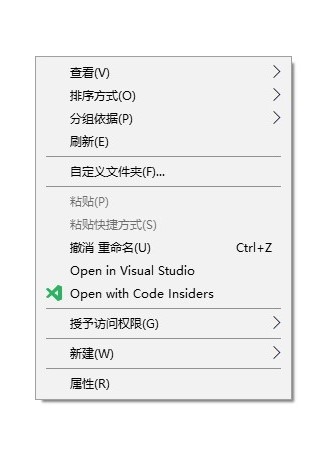 查看(V)
排序方式(O)
分组依据(P)
刷新(E)
自定义文件夹(F)...
粘贴(P)
粘贴快捷方式(S)
撤消 重命名(U) Ctrl+Z
Open in Visual Studio
Open with Code Insiders
授予访问权限(G)
新建(W)
属性(R)